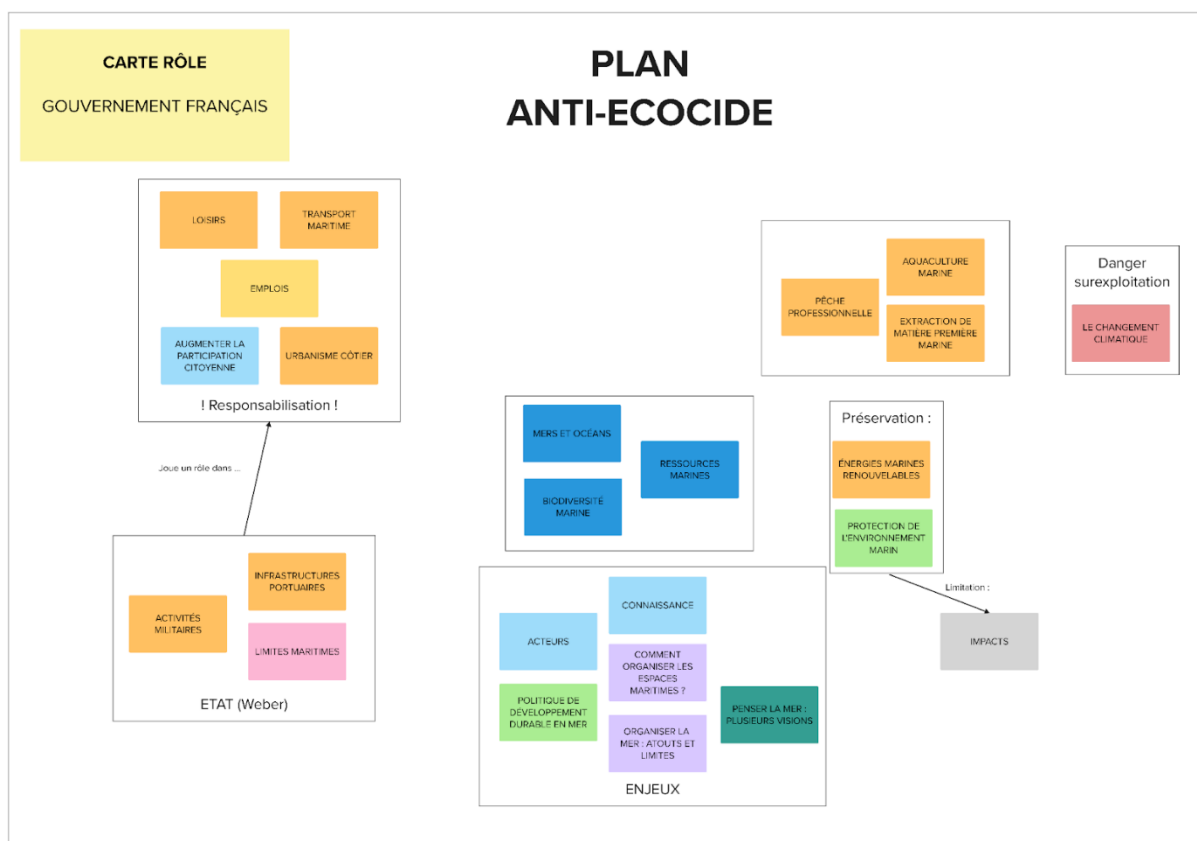 CARTE RÔLE
GOUVERNEMENT FRANÇAIS
PLAN
ANTI-ECOCIDE
LOISIRS
TRANSPORT
MARITIME
EMPLOIS
AUGMENTER LA
PARTICIPATION
CITOYENNE
URBANISME CÔTIER
! Responsabilisation !
Joue un rôle dans ...
INFRASTRUCTURES
PORTUAIRES
ACTIVITÉS
MILITAIRES
LIMITES MARITIMES
ETAT (Weber)
MERS ET OCÉANS
RESSOURCES
MARINES
BIODIVERSITÉ
MARINE
CONNAISSANCE
ACTEURS
COMMENT
ORGANISER LES
ESPACES
MARITIMES ?
POLITIQUE DE
DÉVELOPPEMENT
DURABLE EN MER
PENSER LA MER :
PLUSIEURS VISIONS
ORGANISER LA
MER : ATOUTS ET
LIMITES
ENJEUX
AQUACULTURE
MARINE
PÊCHE
PROFESSIONNELLE
EXTRACTION DE
MATIÈRE PREMIÈRE
MARINE
Danger
surexploitation
LE CHANGEMENT
CLIMATIQUE
Préservation :
ÉNERGIES MARINES
RENOUVELABLES
PROTECTION DE
L'ENVIRONNEMENT
MARIN
Limitation :
IMPACTS